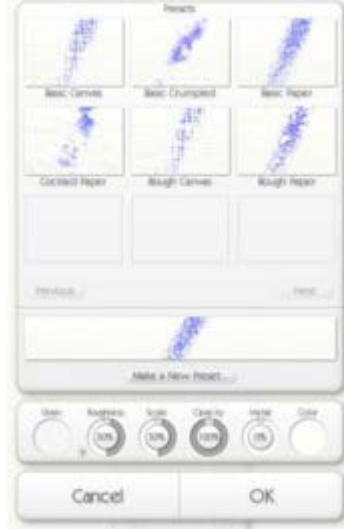 Presets
Basic Canvas Basic Crumpled Basic Paper
Cocktail Paper Rough Canvas Rough Paper
Previous Next
Make a New Preset
Roughness Scale Opacity Metal Color
50% 50% 100% 0%
Cancel OK